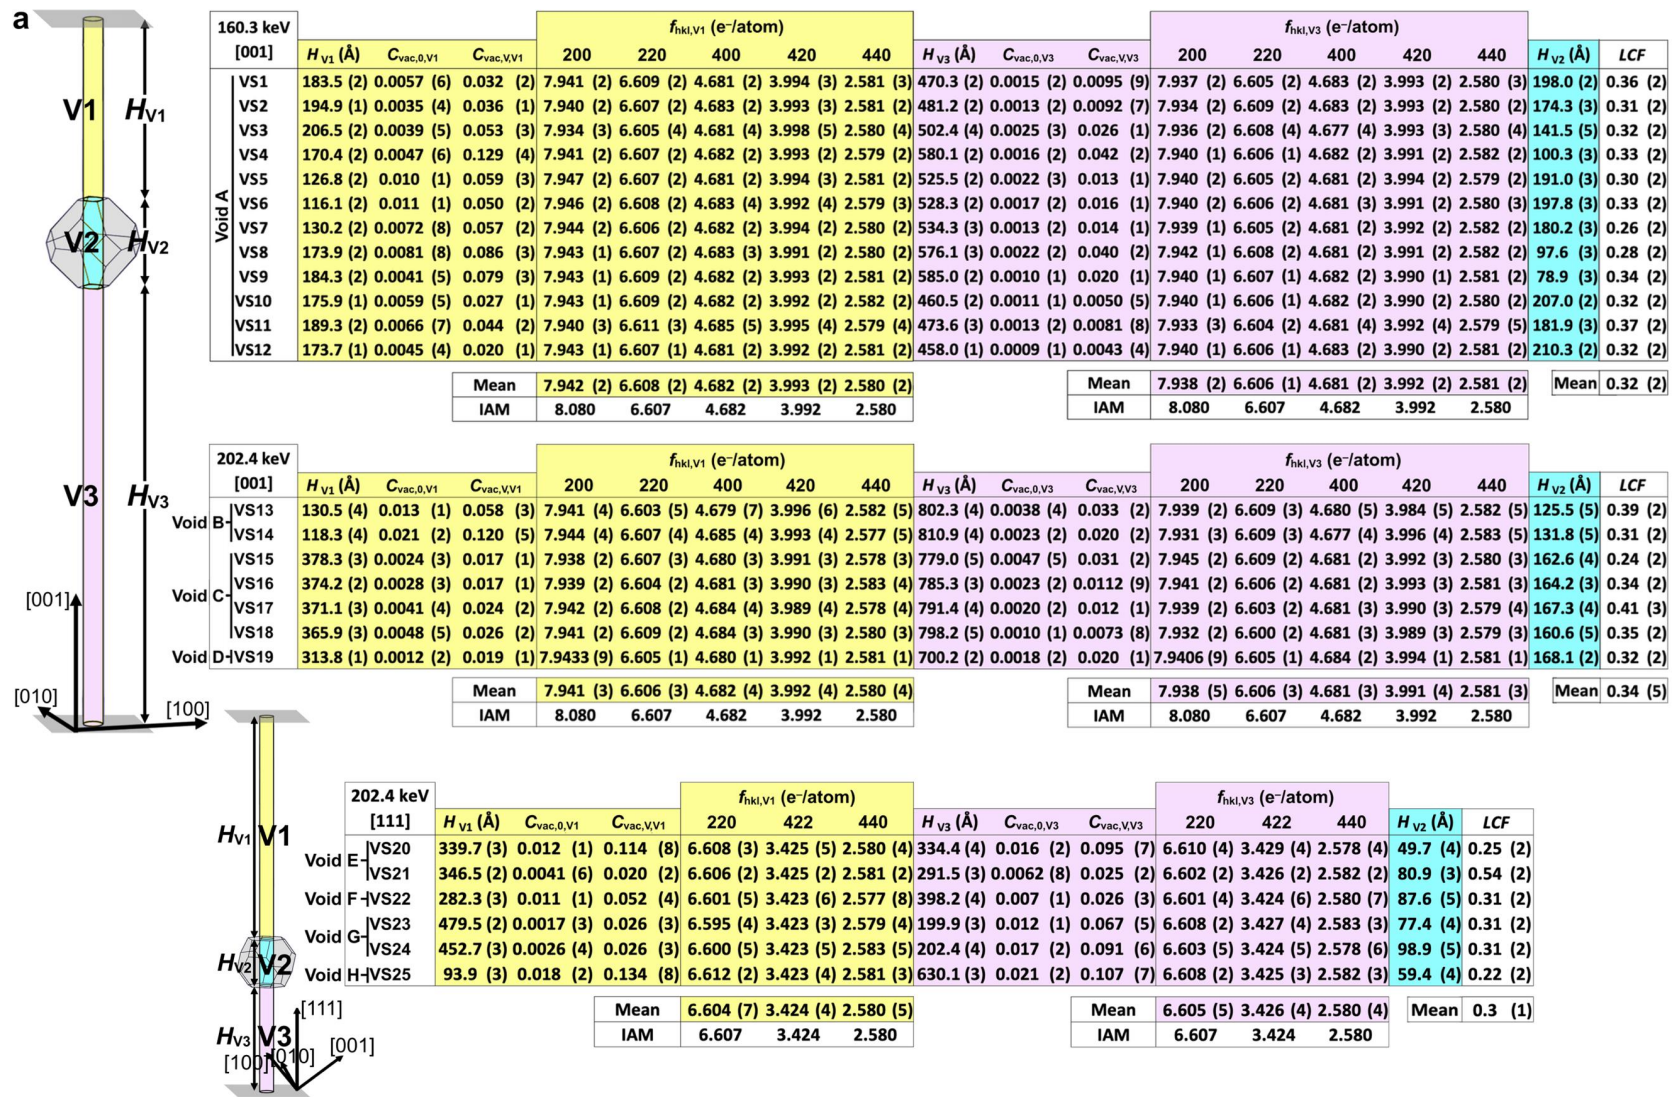 a
V1
H V1
V2
H V2
V3
H V3
[001]
[010]
[100]
160.3 keV
[001]
f hkl,V1 (e⁻/atom)
f hkl,V3 (e⁻/atom)
H V1 (Å) C vac,0,V1 C vac,V,V1 200 220 400 420 440 H V3 (Å) C vac,0,V3 C vac,V,V3 200 220 400 420 440 H V2 (Å) LCF
Void A
VS1 183.5 (2) 0.0057 (6) 0.032 (2) 7.941 (2) 6.609 (2) 4.681 (2) 3.994 (3) 2.581 (3) 470.3 (2) 0.0015 (2) 0.0095 (9) 7.937 (2) 6.605 (2) 4.683 (2) 3.993 (2) 2.580 (3) 198.0 (2) 0.36 (2)
VS2 194.9 (1) 0.0035 (4) 0.036 (1) 7.940 (2) 6.607 (2) 4.683 (2) 3.993 (3) 2.581 (2) 481.2 (2) 0.0013 (2) 0.0092 (7) 7.934 (2) 6.609 (2) 4.683 (2) 3.993 (2) 2.580 (2) 174.3 (3) 0.31 (2)
VS3 206.5 (2) 0.0039 (5) 0.053 (3) 7.934 (3) 6.605 (4) 4.681 (4) 3.998 (5) 2.580 (4) 502.4 (4) 0.0025 (3) 0.026 (1) 7.936 (2) 6.608 (4) 4.677 (4) 3.993 (3) 2.580 (4) 141.5 (5) 0.32 (2)
VS4 170.4 (2) 0.0047 (6) 0.129 (4) 7.941 (2) 6.607 (2) 4.682 (2) 3.993 (2) 2.579 (2) 580.1 (2) 0.0016 (2) 0.042 (2) 7.940 (1) 6.606 (1) 4.682 (2) 3.991 (2) 2.582 (2) 100.3 (3) 0.33 (2)
VS5 126.8 (2) 0.010 (1) 0.059 (3) 7.947 (2) 6.607 (2) 4.681 (2) 3.994 (3) 2.581 (2) 525.5 (2) 0.0022 (3) 0.013 (1) 7.940 (2) 6.605 (2) 4.682 (2) 3.994 (2) 2.579 (2) 191.0 (3) 0.30 (2)
VS6 116.1 (2) 0.011 (1) 0.050 (2) 7.946 (2) 6.608 (2) 4.683 (4) 3.992 (4) 2.579 (3) 528.3 (2) 0.0017 (2) 0.016 (1) 7.940 (2) 6.606 (2) 4.681 (3) 3.991 (2) 2.580 (3) 197.8 (3) 0.33 (2)
VS7 130.2 (2) 0.0072 (8) 0.057 (2) 7.944 (2) 6.606 (2) 4.682 (2) 3.994 (2) 2.580 (2) 534.3 (3) 0.0013 (2) 0.014 (1) 7.939 (1) 6.605 (2) 4.681 (2) 3.992 (2) 2.582 (2) 180.2 (3) 0.26 (2)
VS8 173.9 (2) 0.0081 (8) 0.086 (3) 7.943 (1) 6.607 (2) 4.683 (3) 3.991 (2) 2.580 (2) 576.1 (3) 0.0022 (2) 0.040 (2) 7.942 (1) 6.608 (2) 4.681 (2) 3.991 (2) 2.582 (2) 97.6 (3) 0.28 (2)
VS9 184.3 (2) 0.0041 (5) 0.079 (3) 7.943 (1) 6.609 (2) 4.682 (2) 3.993 (2) 2.581 (2) 585.0 (2) 0.0010 (1) 0.020 (1) 7.940 (1) 6.607 (1) 4.682 (2) 3.990 (1) 2.581 (2) 78.9 (3) 0.34 (2)
VS10 175.9 (1) 0.0059 (5) 0.027 (1) 7.943 (1) 6.609 (2) 4.682 (2) 3.992 (2) 2.582 (2) 460.5 (2) 0.0011 (1) 0.0050 (5) 7.940 (1) 6.606 (1) 4.682 (2) 3.990 (2) 2.580 (2) 207.0 (2) 0.32 (2)
VS11 189.3 (2) 0.0066 (7) 0.044 (2) 7.940 (3) 6.611 (3) 4.685 (5) 3.995 (4) 2.579 (4) 473.6 (3) 0.0013 (2) 0.0081 (8) 7.933 (3) 6.604 (2) 4.681 (4) 3.992 (4) 2.579 (5) 181.9 (3) 0.37 (2)
VS12 173.7 (1) 0.0045 (4) 0.020 (1) 7.943 (1) 6.607 (1) 4.681 (2) 3.992 (2) 2.581 (2) 458.0 (1) 0.0009 (1) 0.0043 (4) 7.940 (1) 6.606 (1) 4.683 (2) 3.990 (2) 2.581 (2) 210.3 (2) 0.32 (2)
Mean 7.942 (2) 6.608 (2) 4.682 (2) 3.993 (2) 2.580 (2) Mean 7.938 (2) 6.606 (1) 4.681 (2) 3.992 (2) 2.581 (2) Mean 0.32 (2)
IAM 8.080 6.607 4.682 3.992 2.580 IAM 8.080 6.607 4.682 3.992 2.580
202.4 keV
[001]
f hkl,V1 (e⁻/atom)
f hkl,V3 (e⁻/atom)
H V1 (Å) C vac,0,V1 C vac,V,V1 200 220 400 420 440 H V3 (Å) C vac,0,V3 C vac,V,V3 200 220 400 420 440 H V2 (Å) LCF
Void B
VS13 130.5 (4) 0.013 (1) 0.058 (3) 7.941 (4) 6.603 (5) 4.679 (7) 3.996 (6) 2.582 (5) 802.3 (4) 0.0038 (4) 0.033 (2) 7.939 (2) 6.609 (3) 4.680 (5) 3.984 (5) 2.582 (5) 125.5 (5) 0.39 (2)
VS14 118.3 (4) 0.021 (2) 0.120 (5) 7.944 (4) 6.607 (4) 4.685 (4) 3.993 (4) 2.577 (5) 810.9 (4) 0.0023 (2) 0.020 (2) 7.931 (3) 6.609 (3) 4.677 (4) 3.996 (4) 2.583 (5) 131.8 (5) 0.31 (2)
Void C
VS15 378.3 (3) 0.0024 (3) 0.017 (1) 7.938 (2) 6.607 (3) 4.680 (3) 3.991 (3) 2.578 (3) 779.0 (5) 0.0047 (5) 0.031 (2) 7.945 (2) 6.609 (2) 4.681 (2) 3.992 (3) 2.580 (3) 162.6 (4) 0.24 (2)
VS16 374.2 (2) 0.0028 (3) 0.017 (1) 7.939 (2) 6.604 (2) 4.681 (3) 3.990 (3) 2.583 (4) 785.3 (3) 0.0023 (2) 0.0112 (9) 7.941 (2) 6.606 (2) 4.681 (2) 3.993 (2) 2.581 (3) 164.2 (3) 0.34 (2)
VS17 371.1 (3) 0.0041 (4) 0.024 (2) 7.942 (2) 6.608 (2) 4.684 (4) 3.989 (4) 2.578 (4) 791.4 (4) 0.0020 (2) 0.012 (1) 7.939 (2) 6.603 (2) 4.681 (3) 3.990 (3) 2.579 (4) 167.3 (4) 0.41 (3)
VS18 365.9 (3) 0.0048 (5) 0.026 (2) 7.941 (2) 6.609 (2) 4.684 (3) 3.990 (3) 2.580 (3) 798.2 (5) 0.0010 (1) 0.0073 (8) 7.932 (2) 6.600 (2) 4.681 (3) 3.989 (3) 2.579 (3) 160.6 (5) 0.35 (2)
Void D VS19 313.8 (1) 0.0012 (2) 0.019 (1) 7.9433 (9) 6.605 (1) 4.680 (1) 3.992 (1) 2.581 (1) 700.2 (2) 0.0018 (2) 0.020 (1) 7.9406 (9) 6.605 (1) 4.684 (2) 3.994 (1) 2.581 (1) 168.1 (2) 0.32 (2)
Mean 7.941 (3) 6.606 (3) 4.682 (4) 3.992 (4) 2.580 (4) Mean 7.938 (5) 6.606 (3) 4.681 (3) 3.991 (4) 2.581 (3) Mean 0.34 (5)
IAM 8.080 6.607 4.682 3.992 2.580 IAM 8.080 6.607 4.682 3.992 2.580
H V1
V1
H V2
V2
H V3
V3
[111]
[100]
[010]
[001]
202.4 keV
[111]
f hkl,V1 (e⁻/atom)
f hkl,V3 (e⁻/atom)
H V1 (Å) C vac,0,V1 C vac,V,V1 220 422 440 H V3 (Å) C vac,0,V3 C vac,V,V3 220 422 440 H V2 (Å) LCF
Void E
VS20 339.7 (3) 0.012 (1) 0.114 (8) 6.608 (3) 3.425 (5) 2.580 (4) 334.4 (4) 0.016 (2) 0.095 (7) 6.610 (4) 3.429 (4) 2.578 (4) 49.7 (4) 0.25 (2)
VS21 346.5 (2) 0.0041 (6) 0.020 (2) 6.606 (2) 3.425 (2) 2.581 (2) 291.5 (3) 0.0062 (8) 0.025 (2) 6.602 (2) 3.426 (2) 2.582 (2) 80.9 (3) 0.54 (2)
Void F VS22 282.3 (3) 0.011 (1) 0.052 (4) 6.601 (5) 3.423 (6) 2.577 (8) 398.2 (4) 0.007 (1) 0.026 (3) 6.601 (4) 3.424 (6) 2.580 (7) 87.6 (5) 0.31 (2)
Void G
VS23 479.5 (2) 0.0017 (3) 0.026 (3) 6.595 (4) 3.423 (3) 2.579 (4) 199.9 (3) 0.012 (1) 0.067 (5) 6.608 (2) 3.427 (4) 2.583 (3) 77.4 (4) 0.31 (2)
VS24 452.7 (3) 0.0026 (4) 0.026 (3) 6.600 (5) 3.423 (5) 2.583 (5) 202.4 (4) 0.017 (2) 0.091 (6) 6.603 (5) 3.424 (5) 2.578 (6) 98.9 (5) 0.31 (2)
Void H VS25 93.9 (3) 0.018 (2) 0.134 (8) 6.612 (2) 3.423 (4) 2.581 (3) 630.1 (3) 0.021 (2) 0.107 (7) 6.608 (2) 3.425 (3) 2.582 (3) 59.4 (4) 0.22 (2)
Mean 6.604 (7) 3.424 (4) 2.580 (5) Mean 6.605 (5) 3.426 (4) 2.580 (4) Mean 0.3 (1)
IAM 6.607 3.424 2.580 IAM 6.607 3.424 2.580